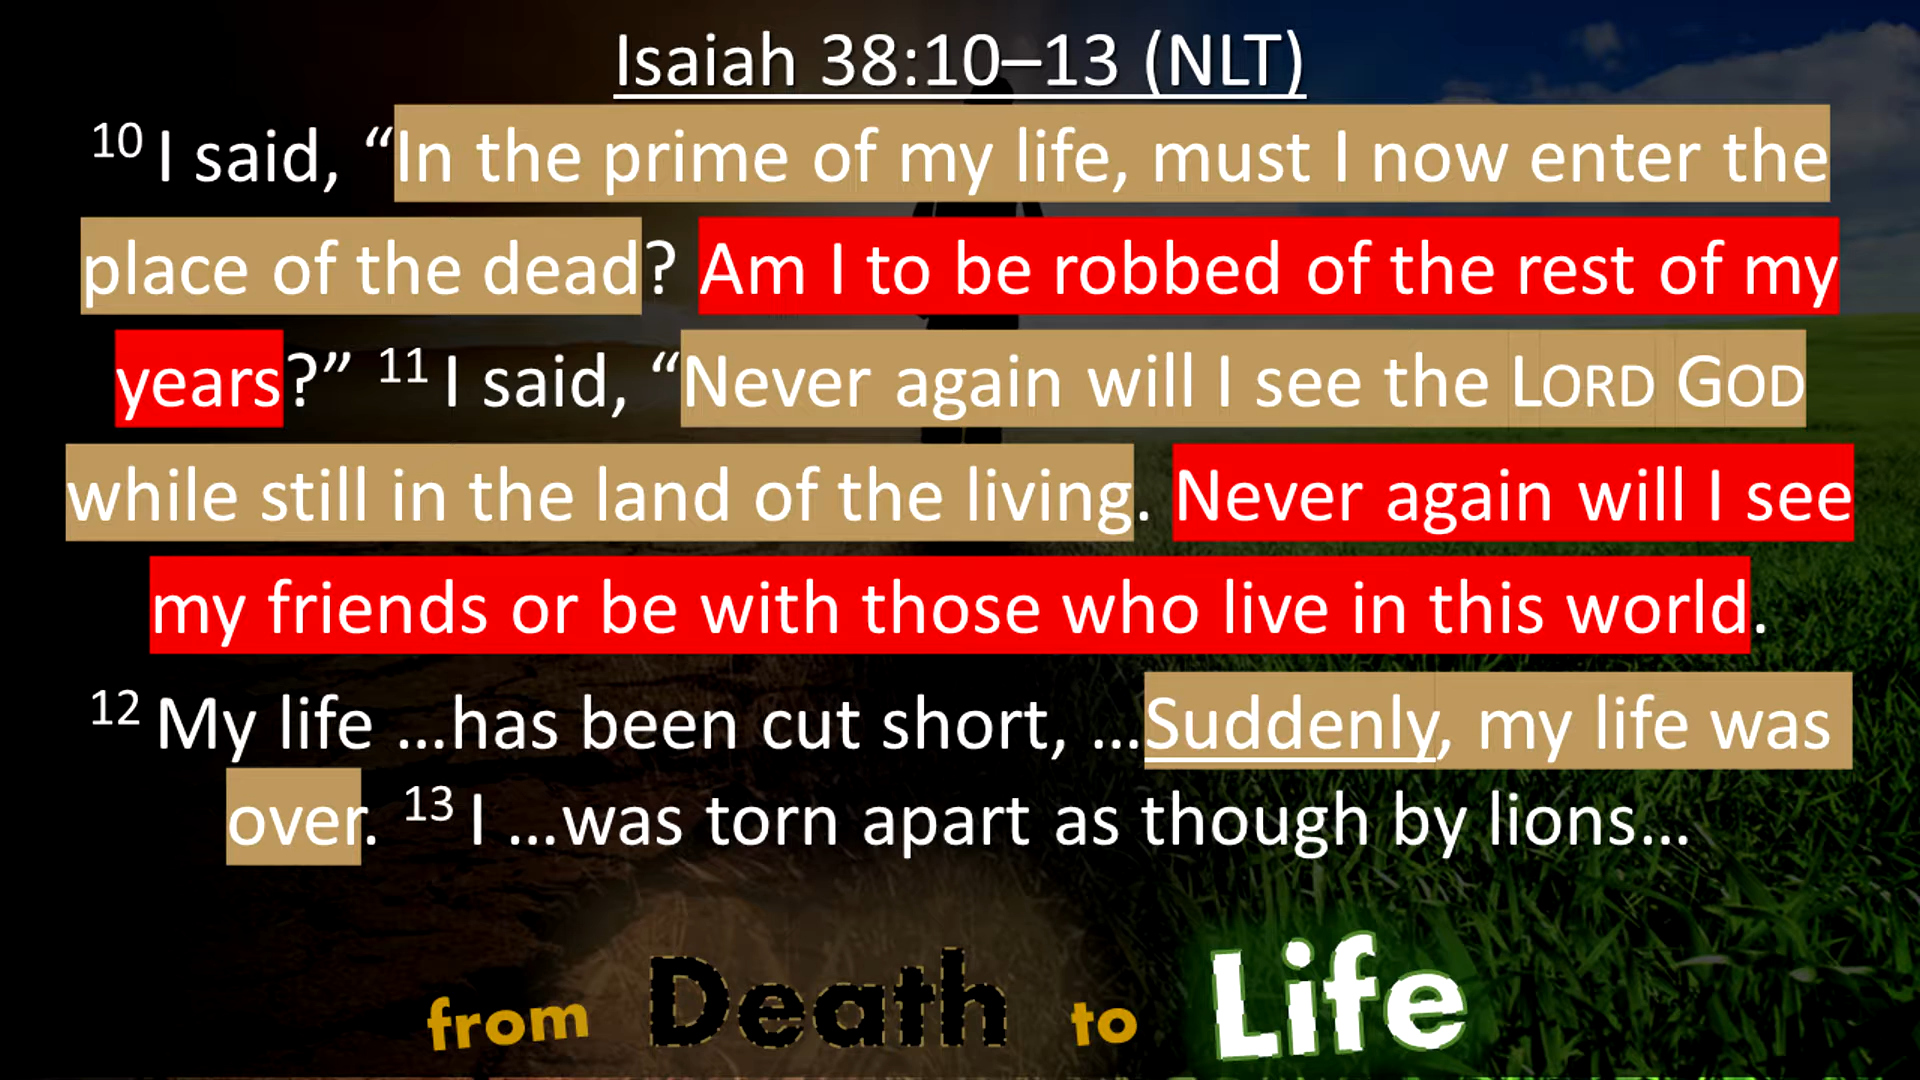 Isaiah 38:10–13 (NLT)
10 I said, “In the prime of my life, must I now enter the
place of the dead? Am I to be robbed of the rest of my
years?” 11 I said, “Never again will I see the LORD GOD
while still in the land of the living. Never again will I see
my friends or be with those who live in this world.
12 My life …has been cut short, …Suddenly, my life was
over. 13 I …was torn apart as though by lions…
from Death to Life